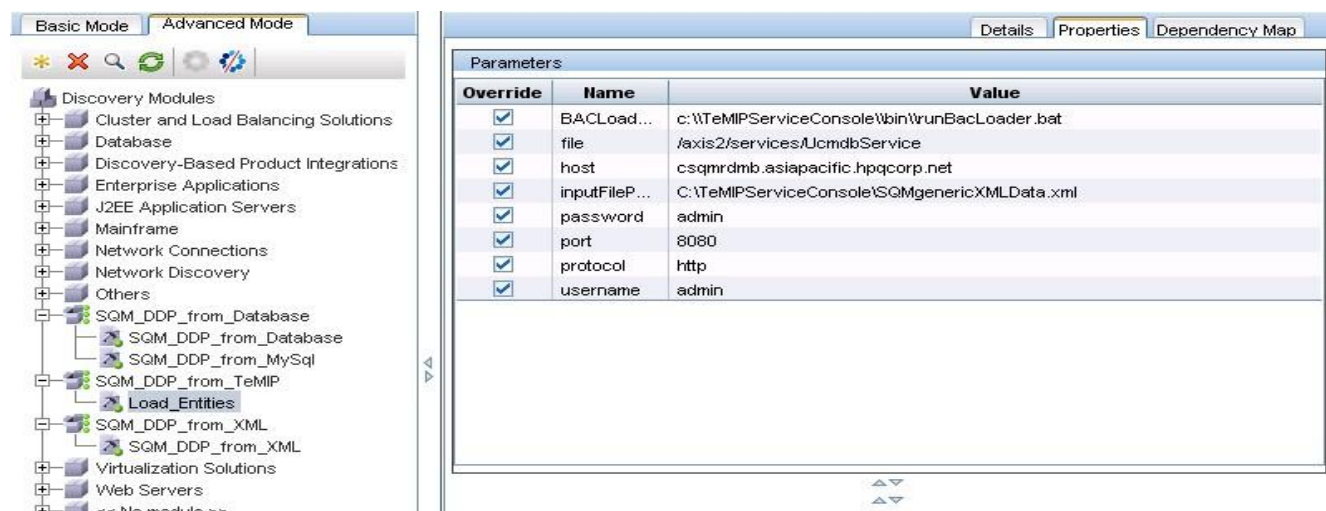 Basic Mode
Advanced Mode
Details
Properties
Dependency Map
Discovery Modules
Cluster and Load Balancing Solutions
Database
Discovery-Based Product Integrations
Enterprise Applications
J2EE Application Servers
Mainframe
Network Connections
Network Discovery
Others
SQM_DDP_from_Database
SQM_DDP_from_Database
SQM_DDP_from_MySql
SQM_DDP_from_TeMIP
Load_Entities
SQM_DDP_from_XML
SQM_DDP_from_XML
Virtualization Solutions
Web Servers
<< No module >>
Parameters
Override Name Value
BACLoad... c:\\TeMIPServiceConsole\\bin\\runBacLoader.bat
file /axis2/services/UcmdbService
host csqmrdmb.asiapacific.hpqcorp.net
inputFileP... C:\TeMIPServiceConsole\SQMgenericXMLData.xml
password admin
port 8080
protocol http
username admin